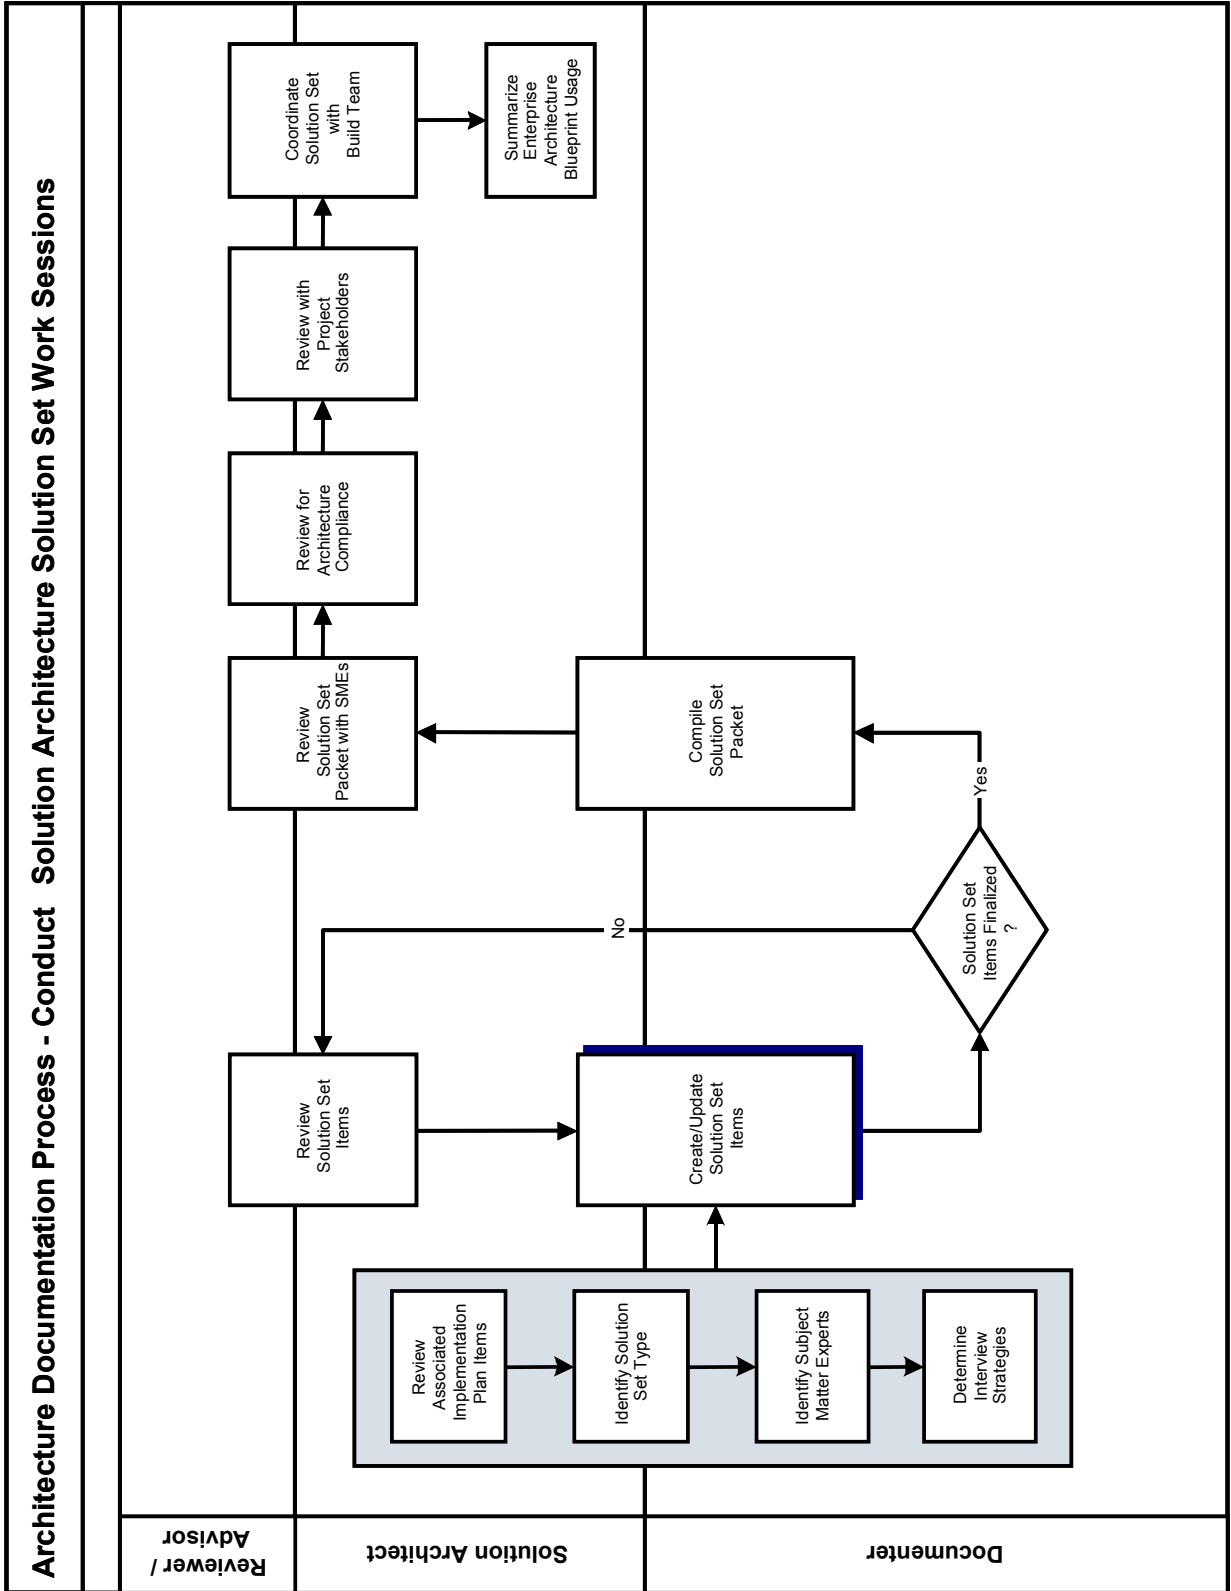 Architecture Documentation Process - Conduct Solution Architecture Solution Set Work Sessions
Reviewer /
Advisor
Solution Architect
Documenter
Review
Associated
Implementation
Plan Items
Identify Solution
Set Type
Identify Subject
Matter Experts
Determine
Interview
Strategies
Review
Solution Set
Items
Create/Update
Solution Set
Items
Solution Set
Items Finalized
?
No
Yes
Compile
Solution Set
Packet
Review
Solution Set
Packet with SMEs
Review for
Architecture
Compliance
Review with
Project
Stakeholders
Coordinate
Solution Set
with
Build Team
Summarize
Enterprise
Architecture
Blueprint Usage